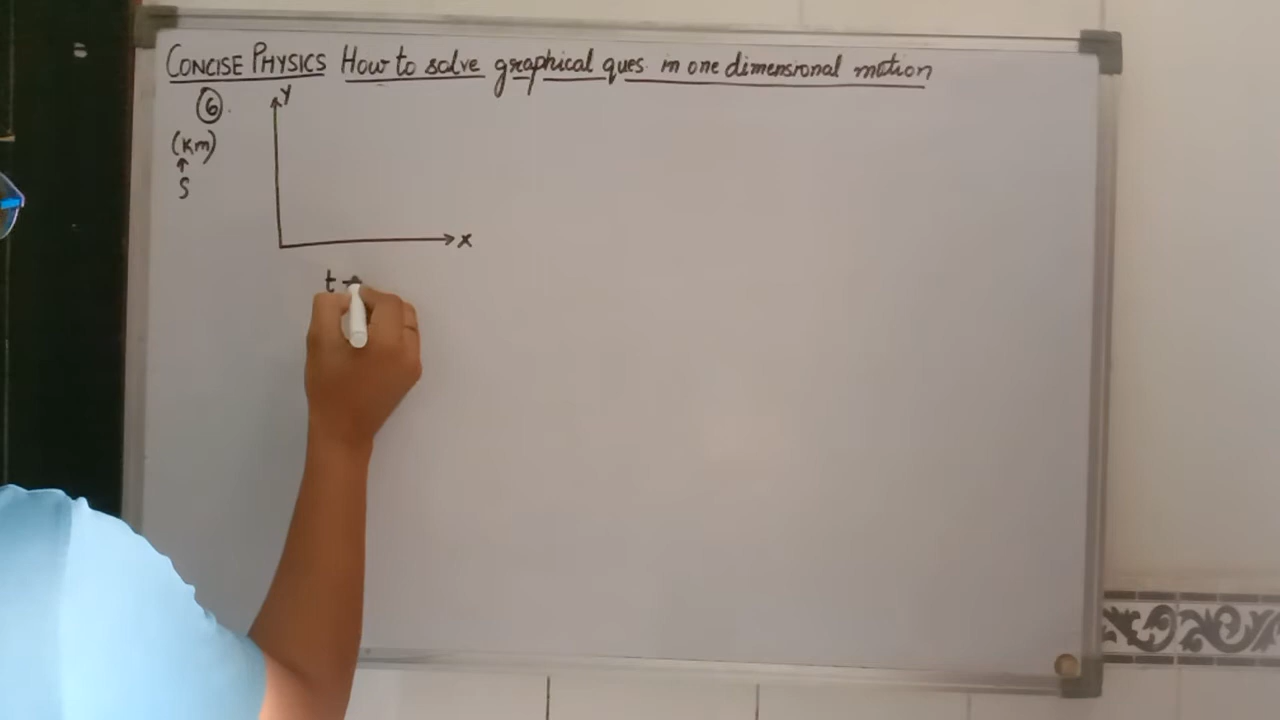 CONCISE PHYSICS How to solve graphical ques. in one dimensional motion
6
Y
(Km)
S
X
t